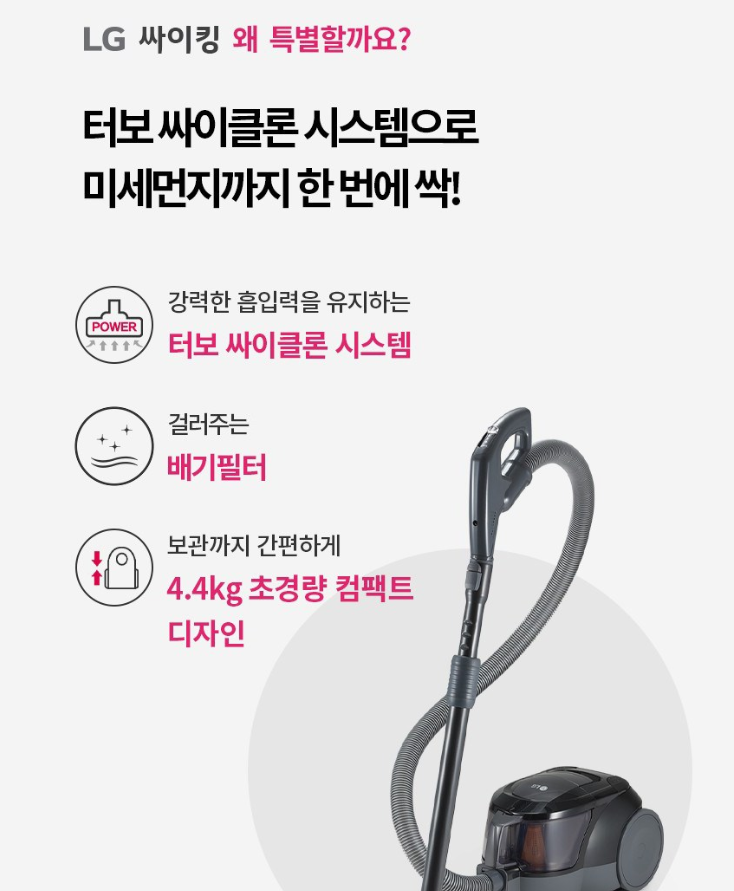 LG 싸이킹 왜 특별할까요?
터보 싸이클론 시스템으로
미세먼지까지 한 번에 싹!
POWER
강력한 흡입력을 유지하는
터보 싸이클론 시스템
걸러주는
배기필터
보관까지 간편하게
4.4kg 초경량 컴팩트
디자인
LG